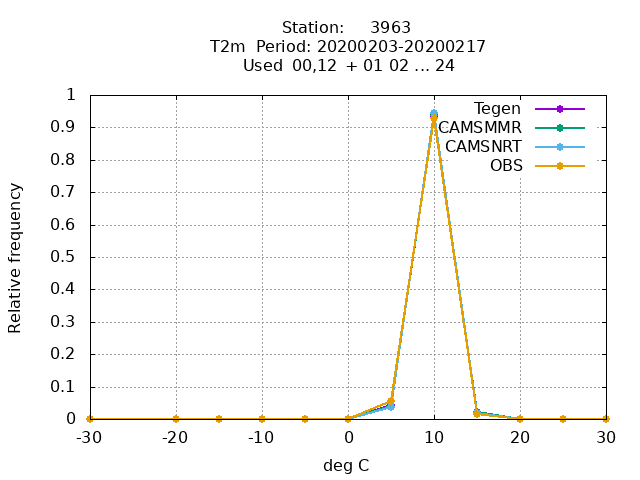 Station:     3963
T2m  Period: 20200203-20200217
Used  00,12  + 01 02 ... 24
Relative frequency
1
0.9
0.8
0.7
0.6
0.5
0.4
0.3
0.2
0.1
0
Tegen
CAMSMMR
CAMSNRT
OBS
-30 -20 -10 0 10 20 30
deg C